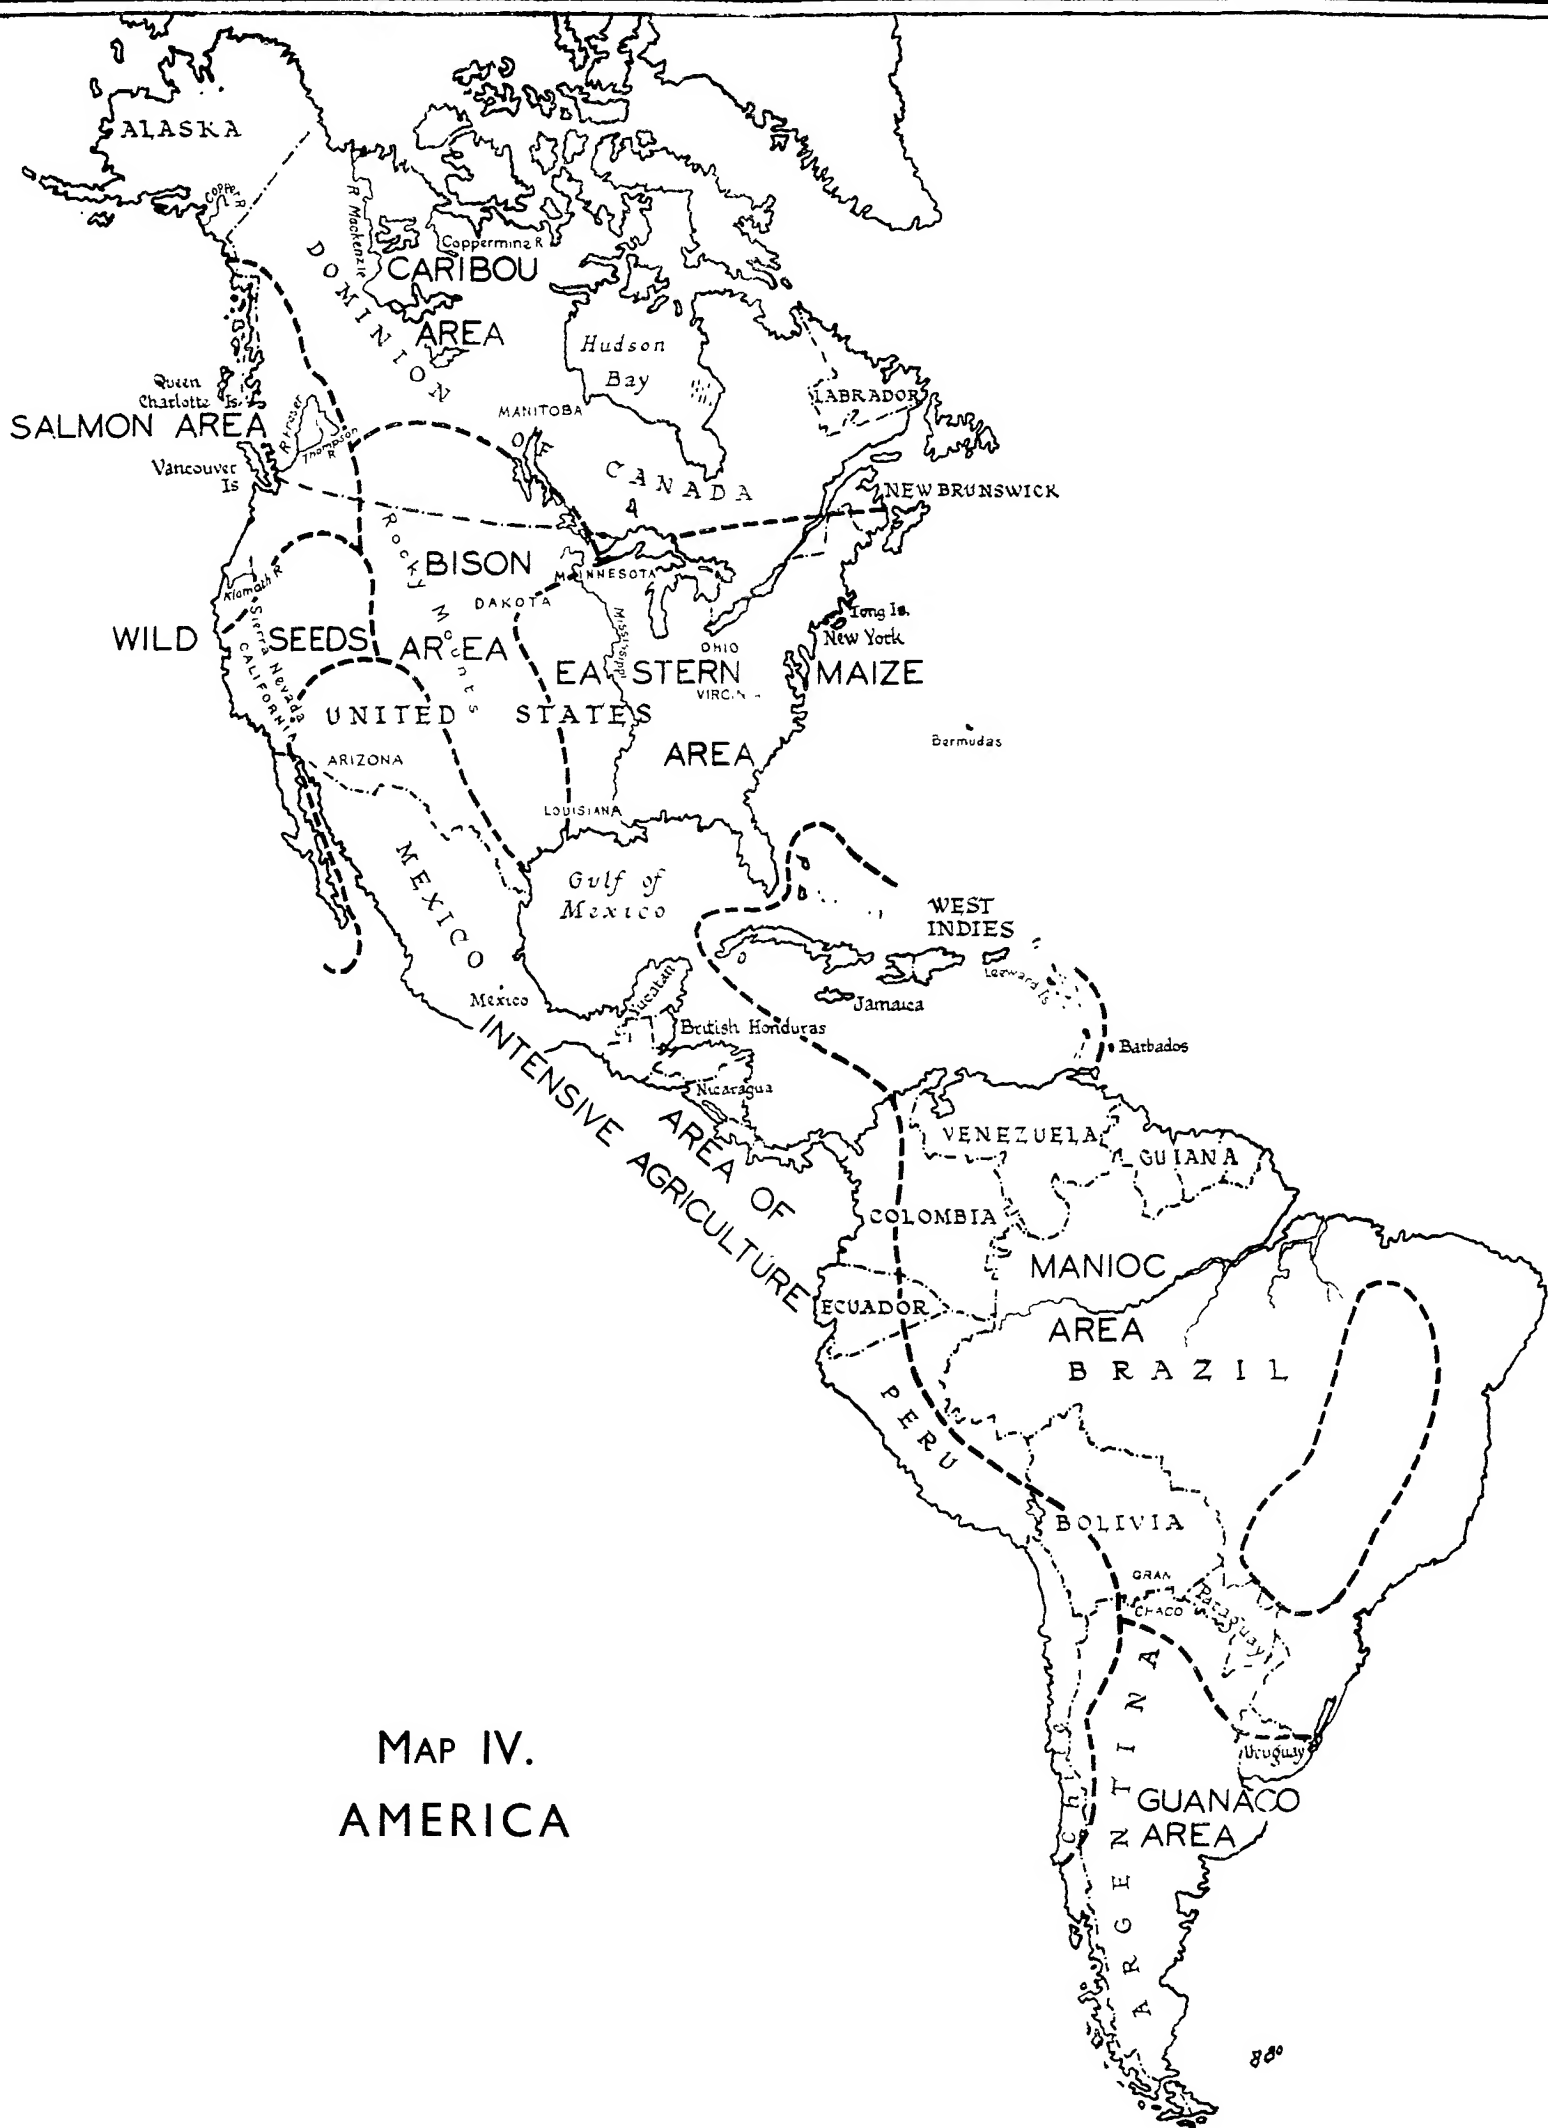 ALASKA
COPPER R
R Mackenzie
Coppermine R
DOMINION
CARIBOU
AREA
Hudson
Bay
Queen
Charlotte Is.
MANITOBA
LABRADOR
SALMON AREA
R Fraser
Thompson
R
OF
Vancouver
Is
CANADA
NEW BRUNSWICK
Rocky Mounts
BISON
MINNESOTA
Klamath R
DAKOTA
Long Is.
WILD SEEDS
AREA
Mississippi
OHIO
New York
Sierra Nevada
CALIFORNIA
EASTERN MAIZE
UNITED STATES
AREA
Bermudas
ARIZONA
LOUISIANA
MEXICO
Gulf of
Mexico
WEST
INDIES
Leeward Is
Mexico
Yucatan
Jamaica
British Honduras
Barbados
INTENSIVE AGRICULTURE
Nicaragua
AREA OF
VENEZUELA
GUIANA
COLOMBIA
MANIOC
ECUADOR
AREA
BRAZIL
PERU
BOLIVIA
GRAN
CHACO
Paraguay
Chile
ARGENTINA
Uruguay
GUANACO
AREA
MAP IV.
AMERICA